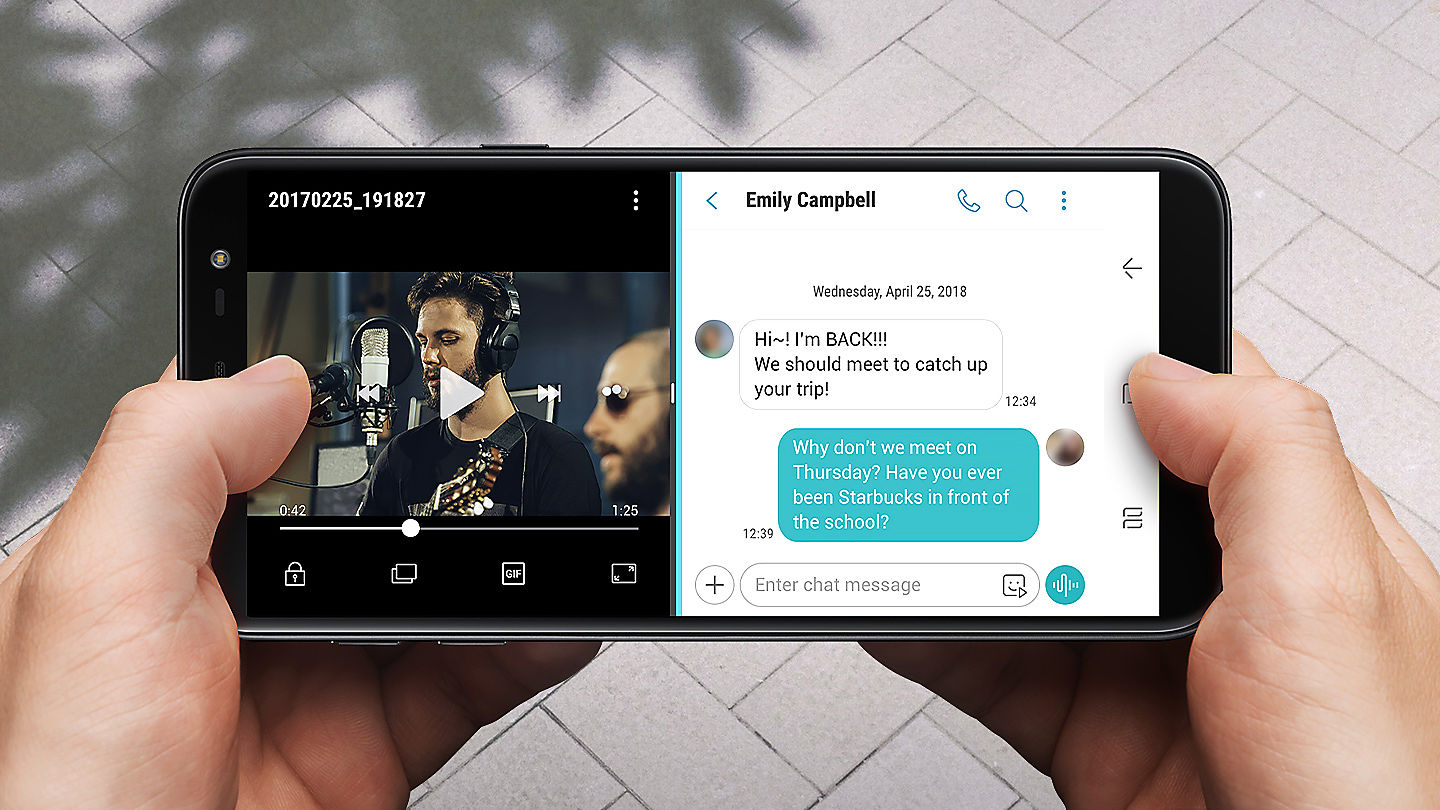 20170225_191827
0:42
1:25
GIF
Emily Campbell
Wednesday, April 25, 2018
Hi~! I'm BACK!!!
We should meet to catch up
your trip!
12:34
Why don't we meet on
Thursday? Have you ever
been Starbucks in front of
the school?
12:39
Enter chat message